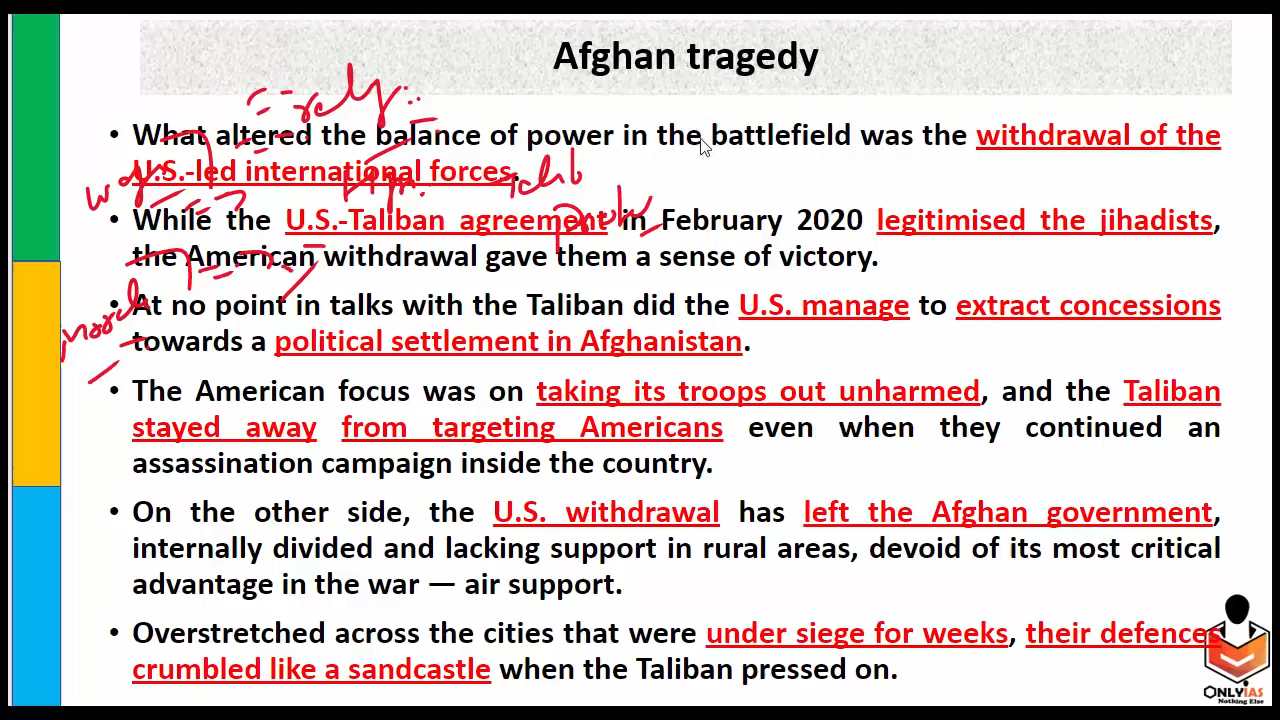 Afghan tragedy
• What altered the balance of power in the battlefield was the withdrawal of the
U.S.-led international forces.
• While the U.S.-Taliban agreement in February 2020 legitimised the jihadists,
the American withdrawal gave them a sense of victory.
• At no point in talks with the Taliban did the U.S. manage to extract concessions
towards a political settlement in Afghanistan.
• The American focus was on taking its troops out unharmed, and the Taliban
stayed away from targeting Americans even when they continued an
assassination campaign inside the country.
• On the other side, the U.S. withdrawal has left the Afghan government,
internally divided and lacking support in rural areas, devoid of its most critical
advantage in the war — air support.
• Overstretched across the cities that were under siege for weeks, their defences
crumbled like a sandcastle when the Taliban pressed on.
ONLYIAS
Nothing Else